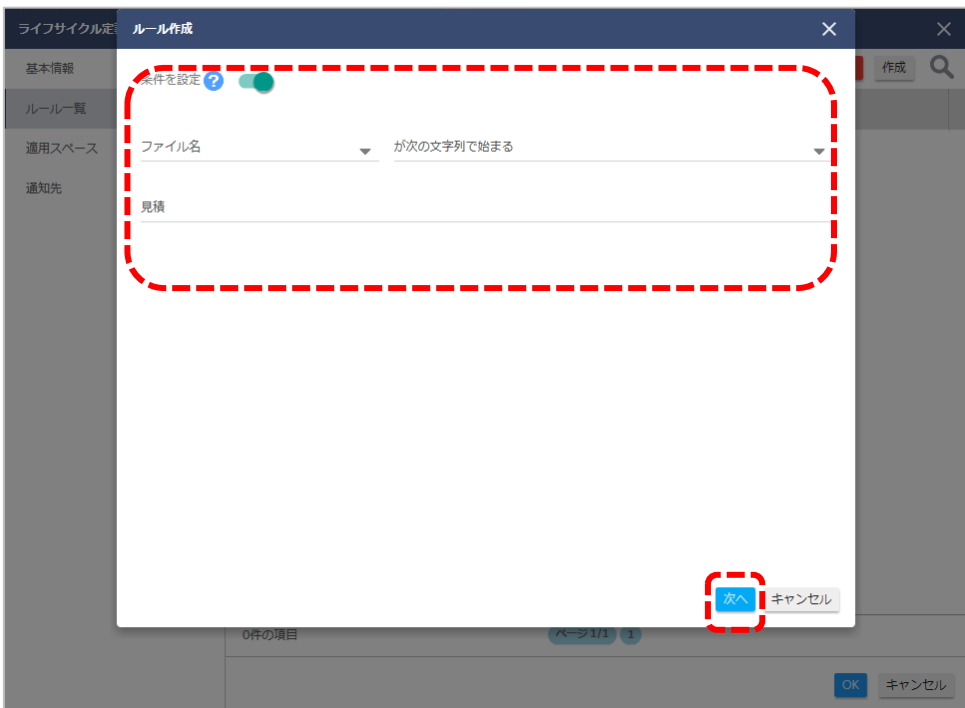 ライフサイクル定
ルール作成
基本情報
ルール一覧
適用スペース
通知先
作成
条件を設定 ?
ファイル名
が次の文字列で始まる
見積
次へ
キャンセル
0件の項目
ページ 1/1
1
OK
キャンセル